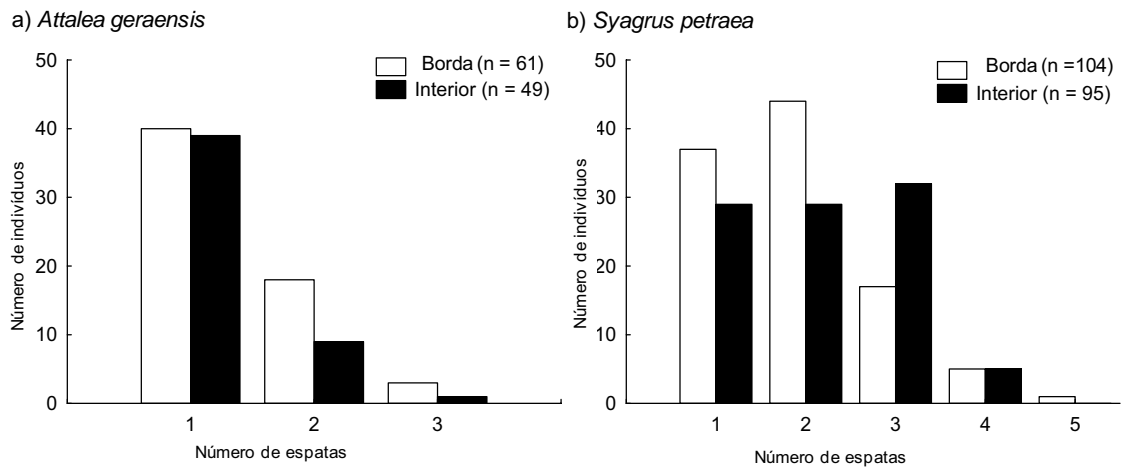 a) Attalea geraensis
Borda (n = 61)
Interior (n = 49)
Número de indivíduos
50
40
30
20
10
0
1 2 3
Número de espatas
b) Syagrus petraea
Borda (n =104)
Interior (n = 95)
Número de indivíduos
50
40
30
20
10
0
1 2 3 4 5
Número de espatas